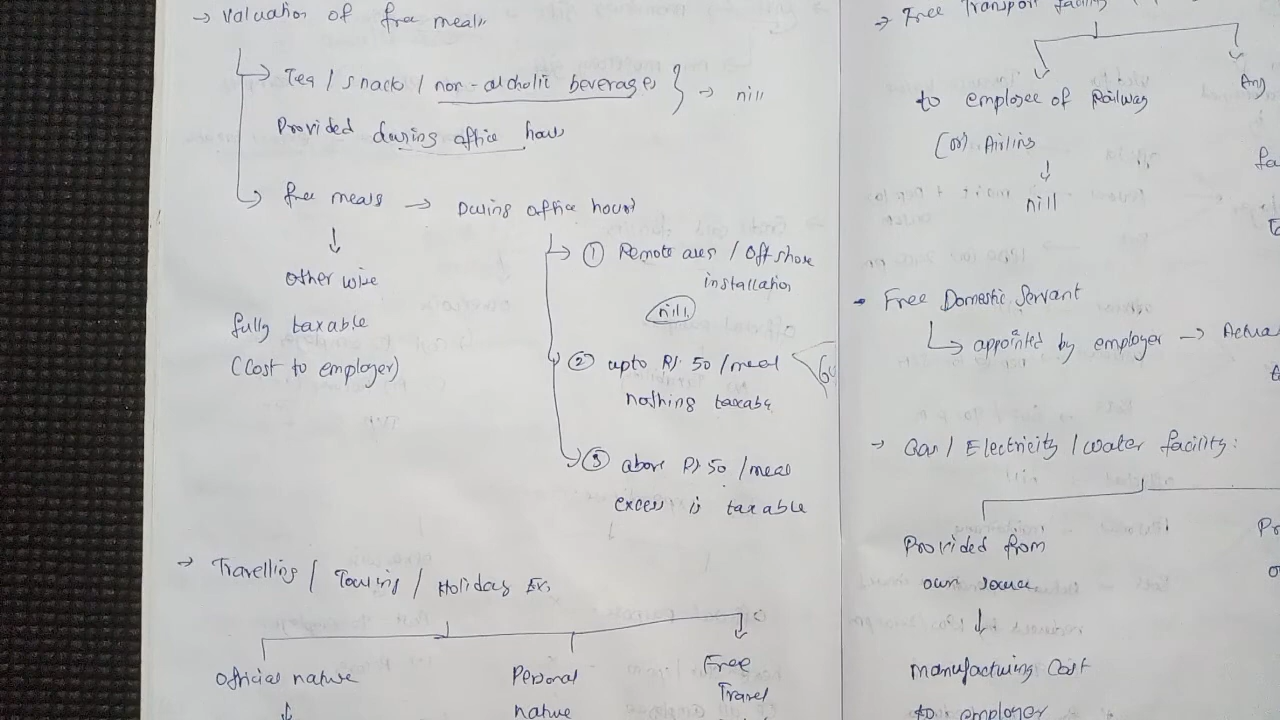 → Valuation of free meals
→ Tea / snack / non-alcoholic beverages } → nill
Provided during office hours
→ free meals → During office hours
↓
other wise
fully taxable
(cost to employer)
→ ① Remote area / Off shore
installation
nill
② upto Rs. 50 / meal
nothing taxable
③ above Rs 50 / meal
excess is taxable
→ Travelling / Touring / Holiday Ex
official nature
↓
Personal
nature
Free
Travel
→ Free Transport facility
to employee of Railway
(or) Airlins
↓
nill
Any
• Free Domestic Servant
→ appointed by employer → Actua
→ Gas / Electricity / water facility:
Provided from
own source
↓
manufacturing Cost
to employer